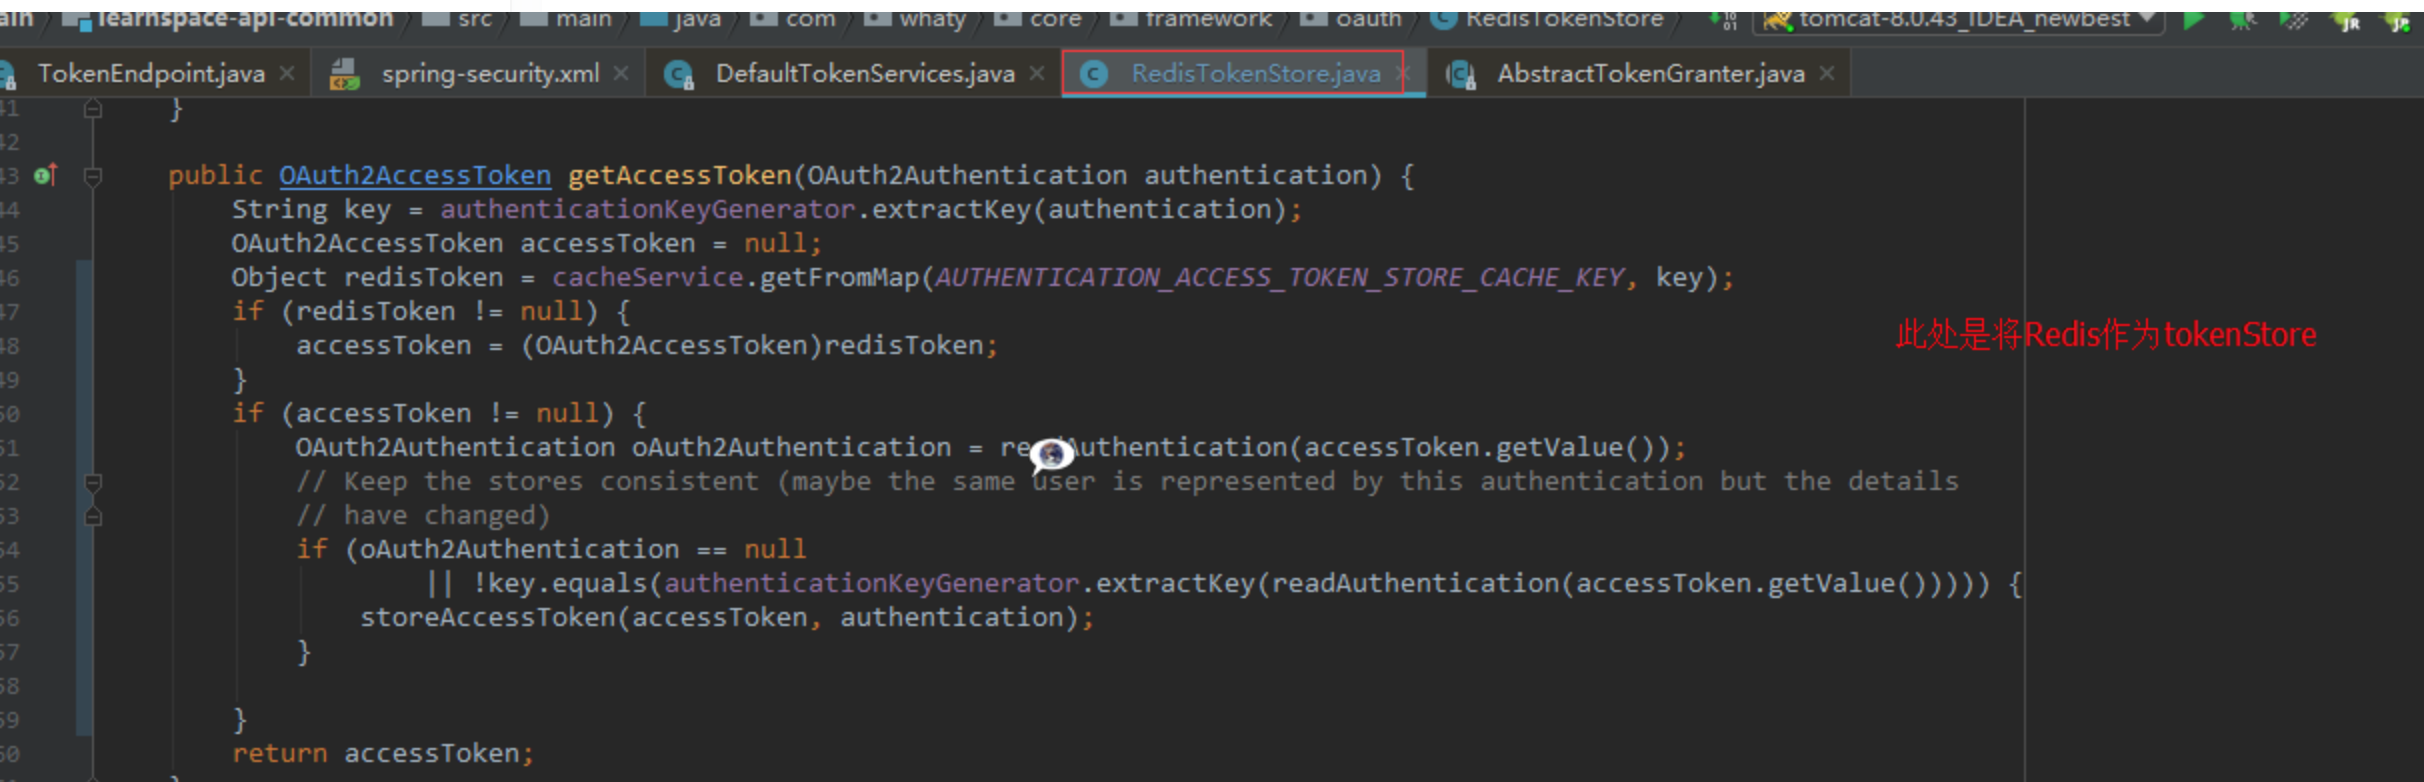 ain learnspace-api-common src main java com whaty core framework oauth RedisTokenStore tomcat-8.0.43_IDEA_newbest
TokenEndpoint.java spring-security.xml DefaultTokenServices.java RedisTokenStore.java AbstractTokenGranter.java
41 }
42
43 public OAuth2AccessToken getAccessToken(OAuth2Authentication authentication) {
44 String key = authenticationKeyGenerator.extractKey(authentication);
45 OAuth2AccessToken accessToken = null;
46 Object redisToken = cacheService.getFromMap(AUTHENTICATION_ACCESS_TOKEN_STORE_CACHE_KEY, key);
47 if (redisToken != null) {
此处是将Redis作为tokenStore
48 accessToken = (OAuth2AccessToken)redisToken;
49 }
50 if (accessToken != null) {
51 OAuth2Authentication oAuth2Authentication = readAuthentication(accessToken.getValue());
52 // Keep the stores consistent (maybe the same user is represented by this authentication but the details
53 // have changed)
54 if (oAuth2Authentication == null
55 || !key.equals(authenticationKeyGenerator.extractKey(readAuthentication(accessToken.getValue())))) {
56 storeAccessToken(accessToken, authentication);
57 }
58
59 }
60 return accessToken;